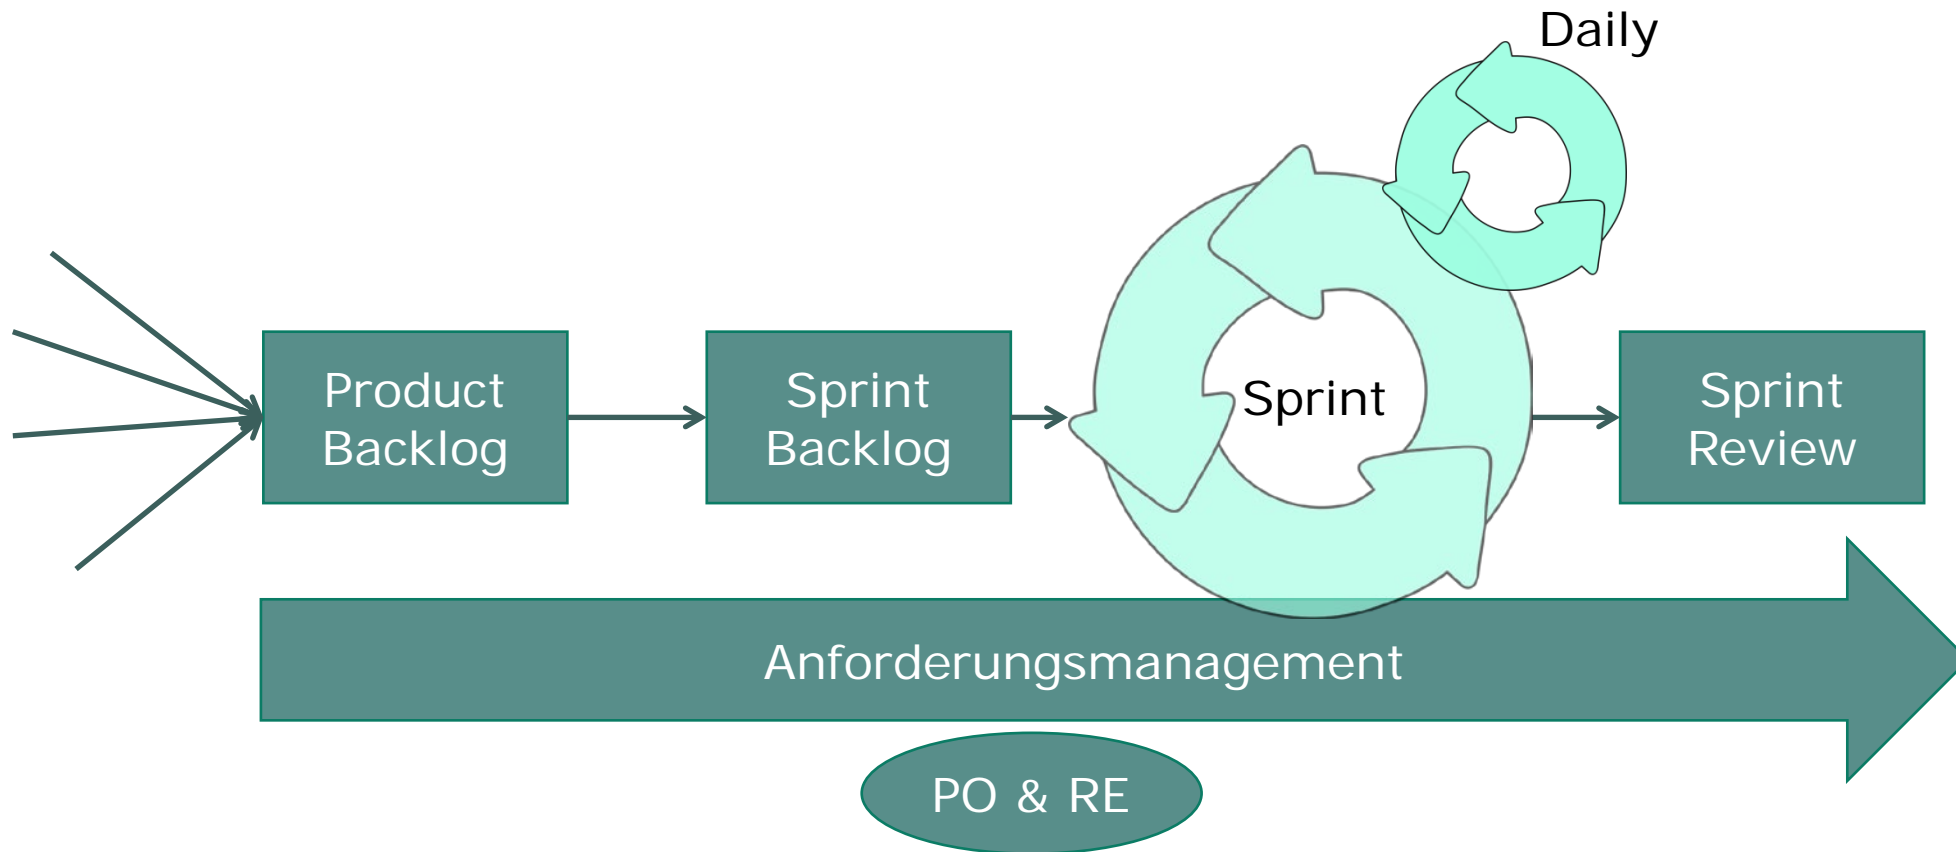 Daily
Product
Backlog
Sprint
Backlog
Sprint
Sprint
Review
Anforderungsmanagement
PO & RE